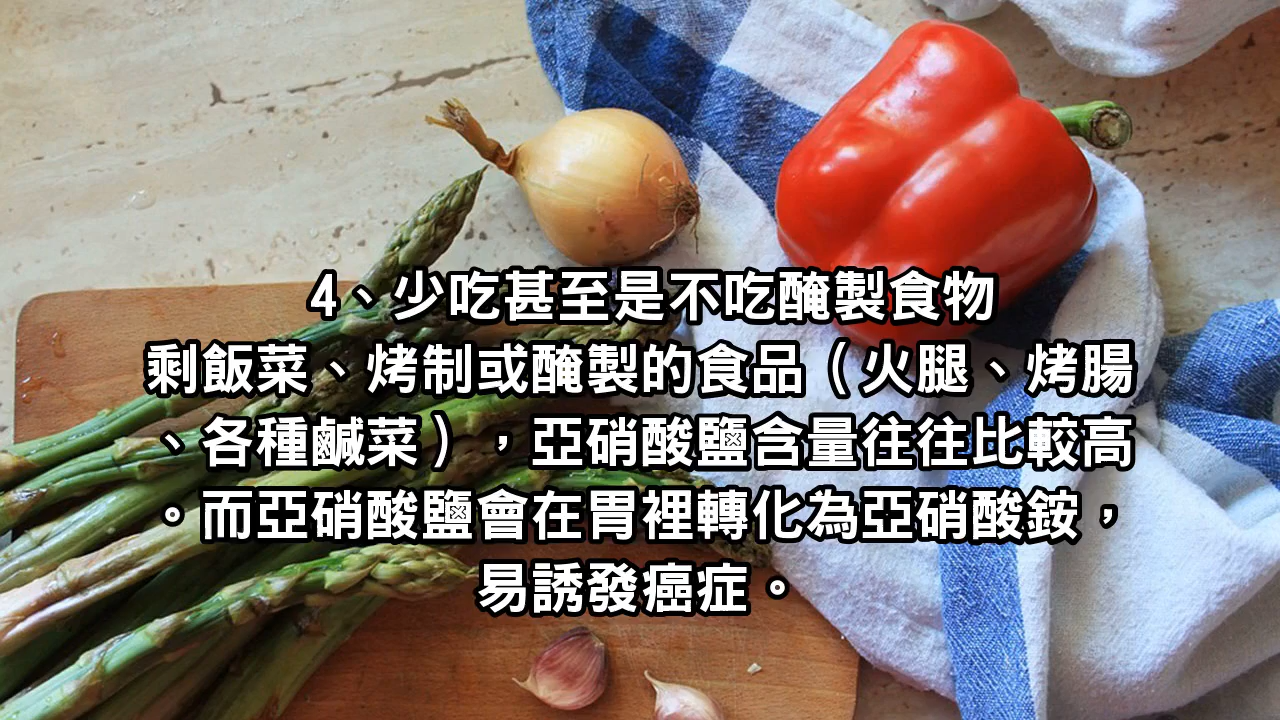 4、少吃甚至是不吃醃製食物
剩飯菜、烤制或醃製的食品（火腿、烤腸
、各種鹹菜），亞硝酸鹽含量往往比較高
。而亞硝酸鹽會在胃裡轉化為亞硝酸銨，
易誘發癌症。